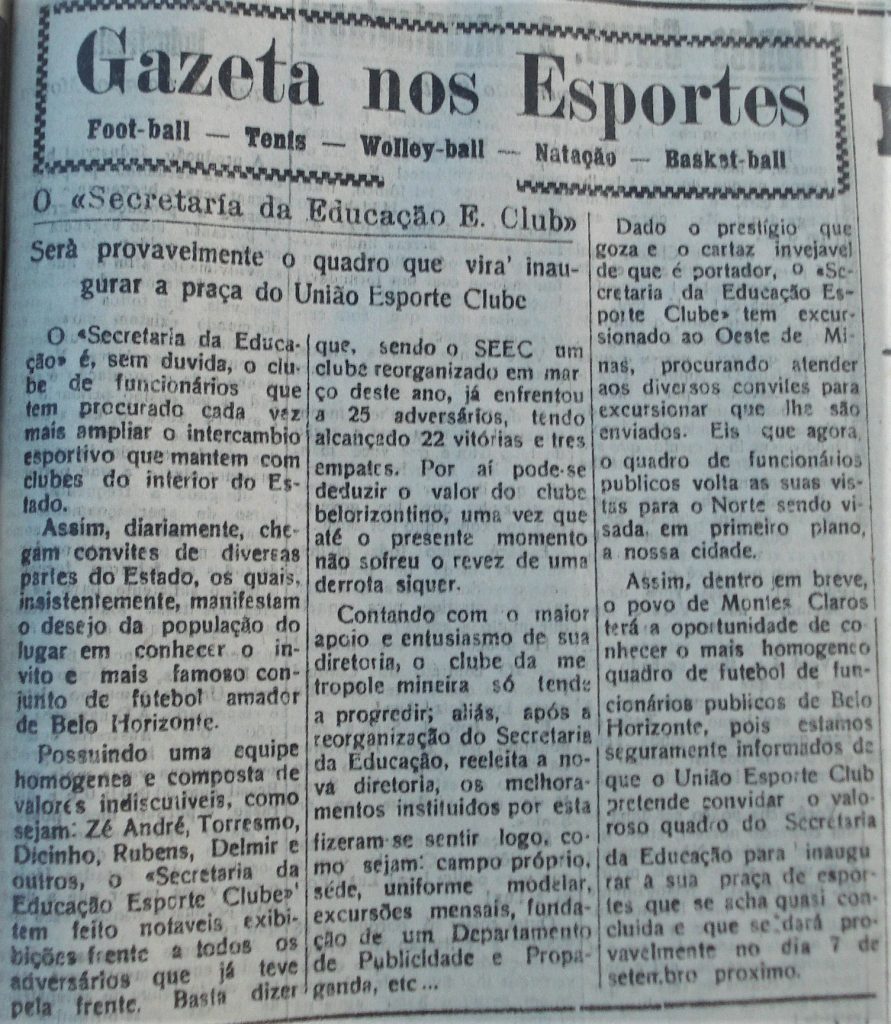 Gazeta nos Esportes
Foot-ball — Tenis — Wolley-ball — Natação — Basket-ball
O «Secretaria da Educação E. Club»
Será provavelmente o quadro que vira' inau-
gurar a praça do União Esporte Clube
O «Secretaria da Educa-
ção» é, sem duvida, o clu-
be de funcionários que
tem procurado cada vez
mais ampliar o intercambio
esportivo que mantem com
clubes do interior do Es-
tado.
Assim, diariamente, che-
gam convites de diversas
partes do Estado, os quais,
insistentemente, manifestam
o desejo da população do
lugar em conhecer o in-
vito e mais famoso con-
junto de futebol amador
de Belo Horizonte.
Possuindo uma equipe
homogenea e composta de
valores indiscutiveis, como
sejam: Zé André, Torresmo,
Dicinho, Rubens, Delmir e
outros, o «Secretaria da
Educação Esporte Clube»'
tem feito notaveis exibi-
bições frente a todos os
adversários que já teve
pela frente. Basta dizer
que, sendo o SEEC um
clube reorganizado em mar
ço deste ano, já enfrentou
a 25 adversários, tendo
alcançado 22 vitórias e tres
empates. Por aí pode-se
deduzir o valor do clube
belorizontino, uma vez que
até o presente momento
não sofreu o revez de uma
derrota siquer.
Contando com o maior
apoio e entusiasmo de sua
diretoria, o clube da me
tropole mineira só tende
a progredir; aliás, após a
reorganização do Secretaria
da Educação, reeleita a no-
va diretoria, os melhora-
mentos instituidos por esta
fizeram-se sentir logo, co-
mo sejam: campo próprio,
séde, uniforme modelar,
excursões mensais, funda-
ção de um Departamento
de Publicidade e Propa-
ganda, etc...
Dado o prestígio que
goza e o cartaz invejavel
de que é portador, o «Se-
cretaria da Educação Es-
porte Clube» tem excur-
sionado ao Oeste de Mi-
nas, procurando atender
aos diversos convites para
excursionar que lhe são
enviados. Eis que agora,
o quadro de funcionários
publicos volta as suas vis-
tas para o Norte sendo vi-
sada, em primeiro plano,
a nossa cidade.
Assim, dentro em breve,
o povo de Montes Claros
terá a oportunidade de co-
nhecer o mais homogeneo
quadro de futebol de fun-
cionários publicos de Belo
Horizonte, pois estamos
seguramente informados de
que o União Esporte Club
pretende convidar o valo-
roso quadro do Secretaria
da Educação para inaugu
rar a sua praça de espor-
tes que se acha quasi con-
cluida e que se dará pro-
vavelmente no dia 7 de
setembro proximo.